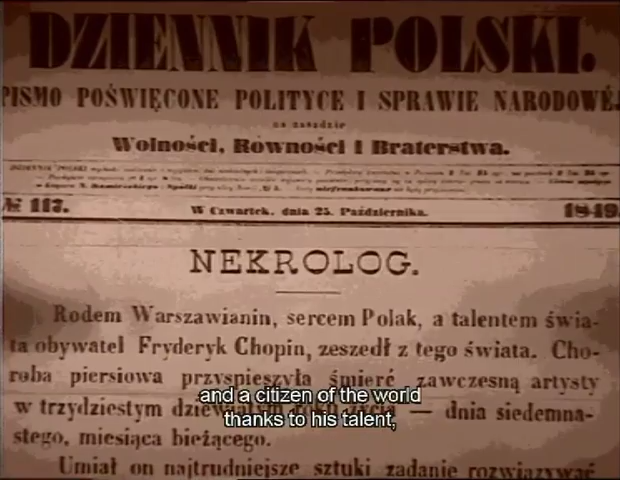 DZIENNIK POLSKI.
PISMO POŚWIĘCONE POLITYCE I SPRAWIE NARODOWÉJ
na zasadzie
Wolności, Równości i Braterstwa.
№ 117.
W Czwartek, dnia 25. Października.
1849.
NEKROLOG.
Rodem Warszawianin, sercem Polak, a talentem świa-
ta obywatel Fryderyk Chopin, zeszedł z tego świata. Cho-
roba piersiowa przyspieszyła śmierć zawczesną artysty
w trzydziestym dziewiątym roku życia — dnia siedemna-
stego, miesiąca bieżącego.
Umiał on najtrudniejsze sztuki zadanie rozwiązywać
and a citizen of the world
thanks to his talent,